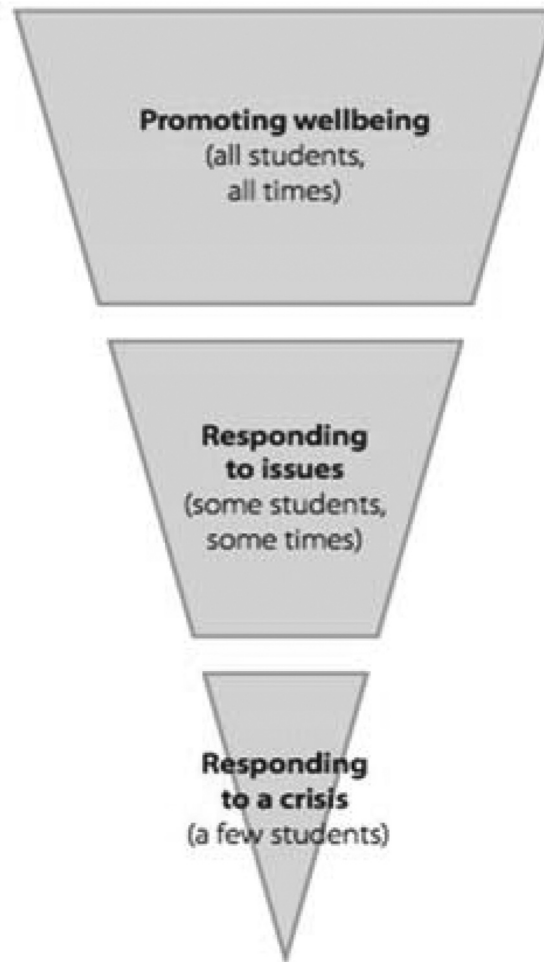 Promoting wellbeing
(all students,
all times)
Responding
to issues
(some students,
some times)
Responding
to a crisis
(a few students)